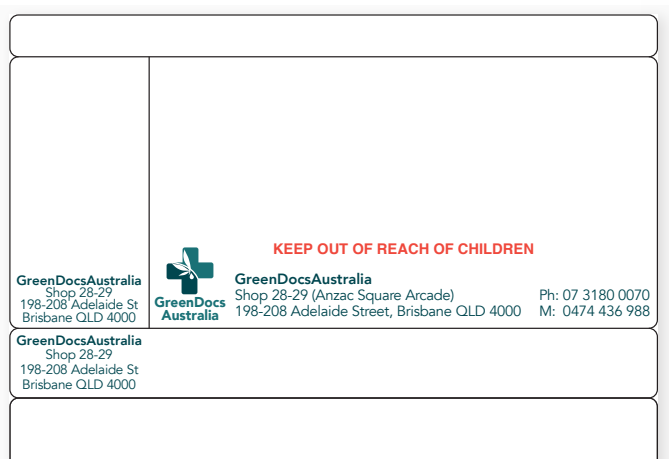 KEEP OUT OF REACH OF CHILDREN
GreenDocsAustralia
Shop 28-29
198-208 Adelaide St
Brisbane QLD 4000
GreenDocs
Australia
GreenDocsAustralia
Shop 28-29 (Anzac Square Arcade)
198-208 Adelaide Street, Brisbane QLD 4000
Ph: 07 3180 0070
M: 0474 436 988
GreenDocsAustralia
Shop 28-29
198-208 Adelaide St
Brisbane QLD 4000